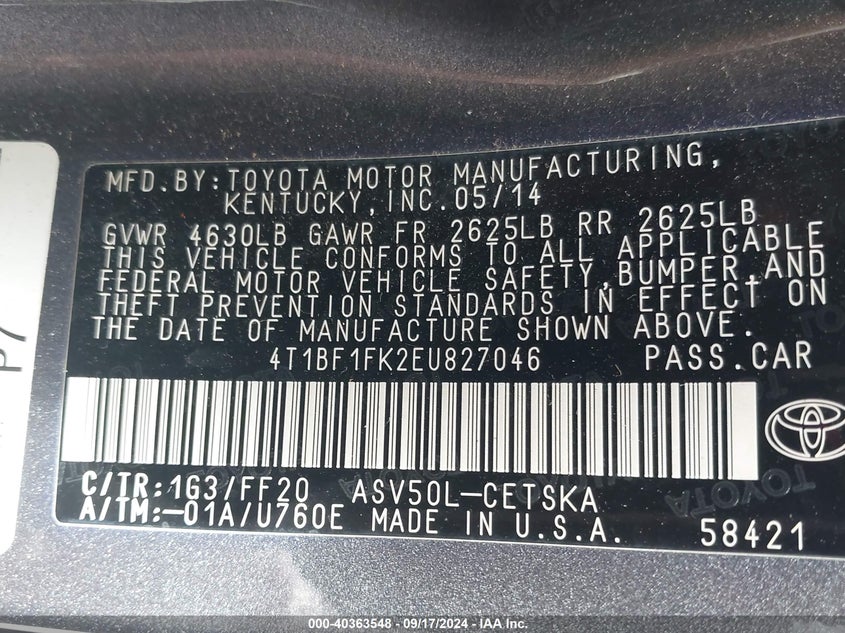 MFD.BY:TOYOTA MOTOR MANUFACTURING,
KENTUCKY,INC.05/14
GVWR 4630LB GAWR FR 2625LB RR 2625LB
THIS VEHICLE CONFORMS TO ALL APPLICABLE
FEDERAL MOTOR VEHICLE SAFETY,BUMPER,AND
THEFT PREVENTION STANDARDS IN EFFECT ON
THE DATE OF MANUFACTURE SHOWN ABOVE.
4T1BF1FK2EU827046 PASS.CAR
C/TR:1G3/FF20 ASV50L-CETSKA
A/TM:-01A/U760E MADE IN U.S.A. 58421
P7
000-40363548 - 09/17/2024 - IAA Inc.